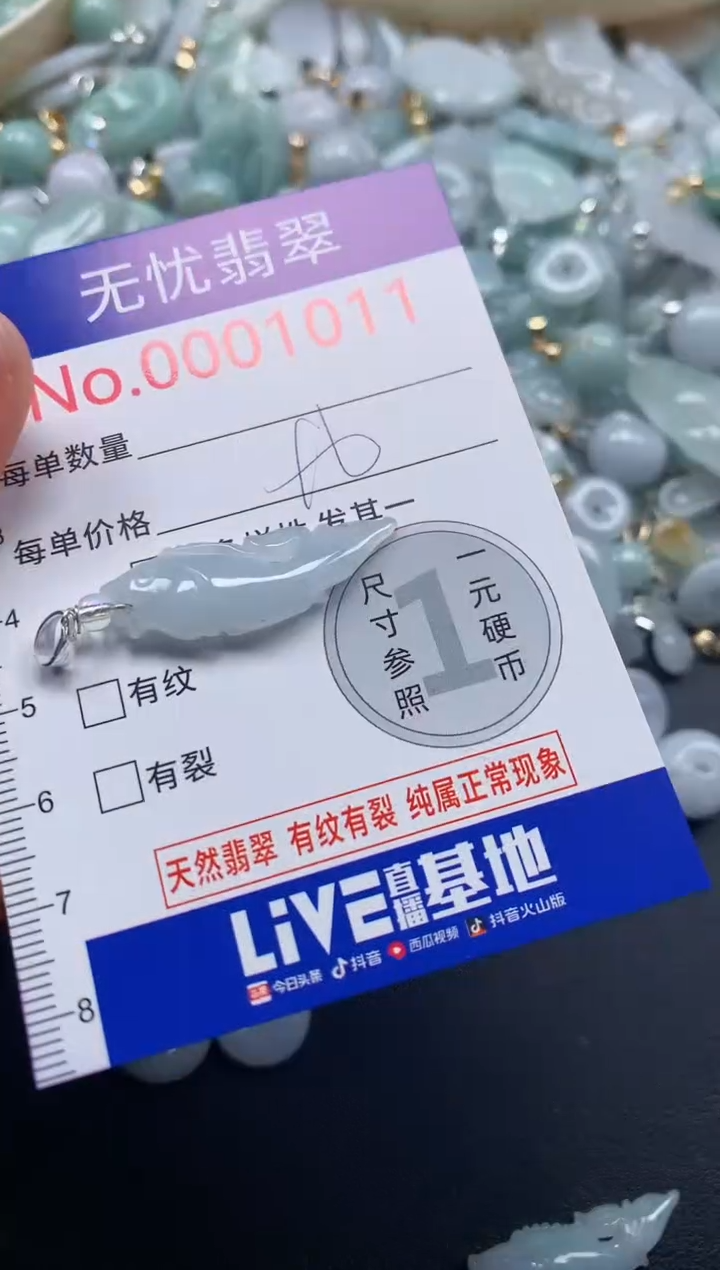 无忧翡翠
No.0001011
每单数量
每单价格
发其一
4
5
6
7
8
有纹
有裂
尺寸参照
1
一元硬币
天然翡翠 有纹有裂 纯属正常现象
LiVE直播基地
今日头条 抖音 西瓜视频 抖音火山版